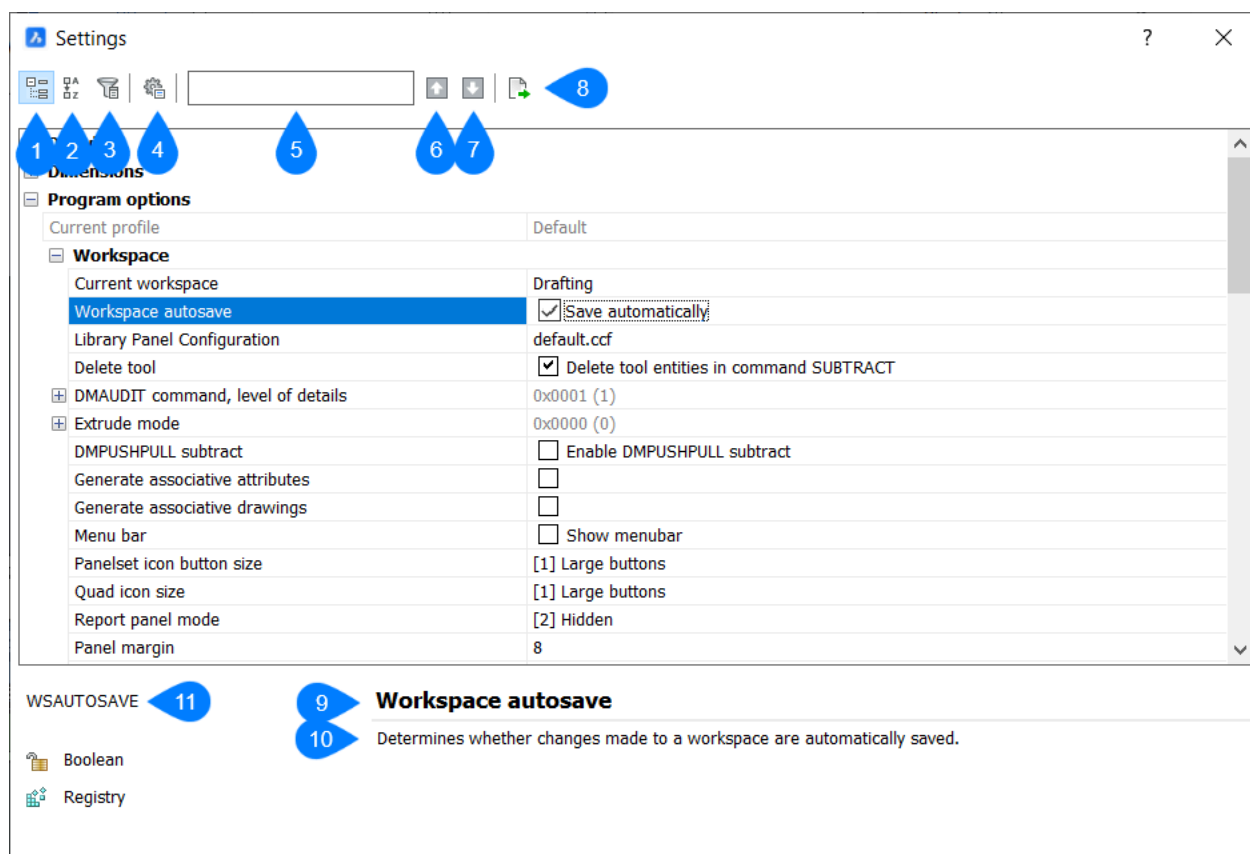 Settings
?
8
1 2 3 4 5 6 7
Dimensions
Program options
Current profile Default
Workspace
Current workspace Drafting
Workspace autosave Save automatically
Library Panel Configuration default.ccf
Delete tool Delete tool entities in command SUBTRACT
DMAUDIT command, level of details 0x0001 (1)
Extrude mode 0x0000 (0)
DMPUSHPULL subtract Enable DMPUSHPULL subtract
Generate associative attributes
Generate associative drawings
Menu bar Show menubar
Panelset icon button size [1] Large buttons
Quad icon size [1] Large buttons
Report panel mode [2] Hidden
Panel margin 8
WSAUTOSAVE 11 9 Workspace autosave
10 Determines whether changes made to a workspace are automatically saved.
Boolean
Registry